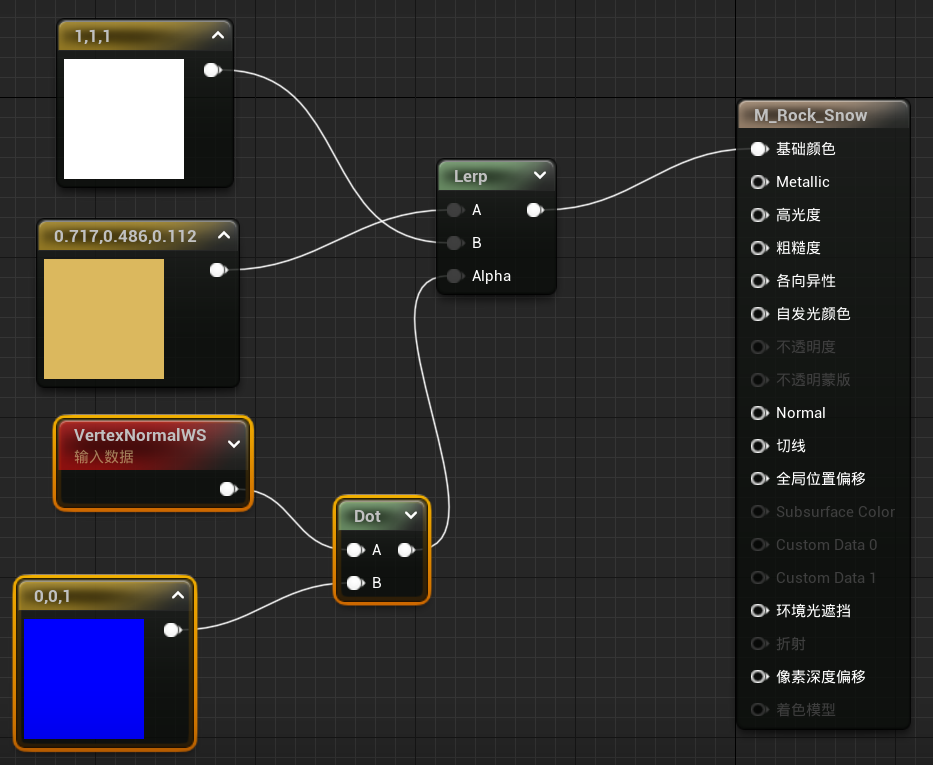 1,1,1
0.717,0.486,0.112
VertexNormalWS
输入数据
0,0,1
Dot
A
B
Lerp
A
B
Alpha
M_Rock_Snow
基础颜色
Metallic
高光度
粗糙度
各向异性
自发光颜色
不透明度
不透明蒙版
Normal
切线
全局位置偏移
Subsurface Color
Custom Data 0
Custom Data 1
环境光遮挡
折射
像素深度偏移
着色模型